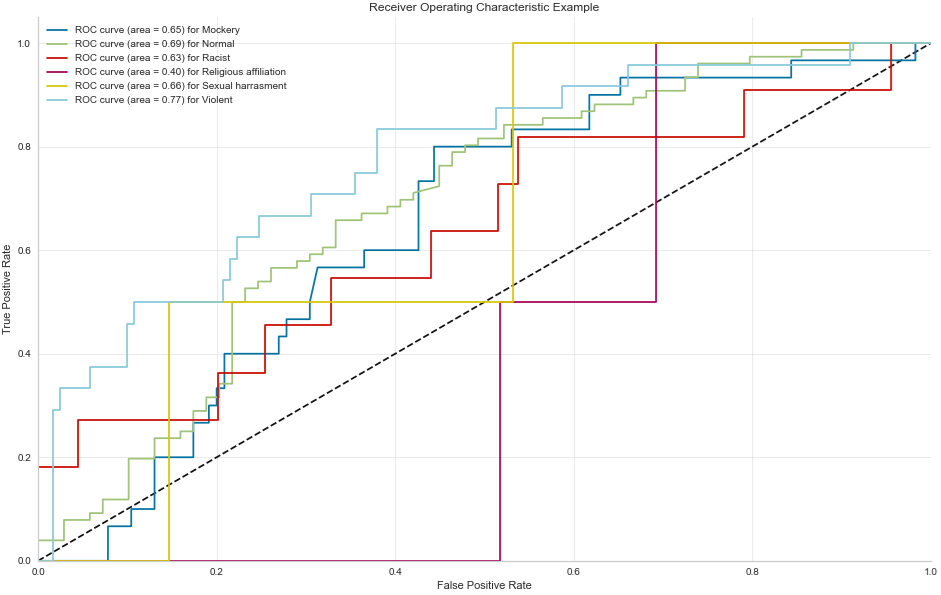 Receiver Operating Characteristic Example
ROC curve (area = 0.65) for Mockery
ROC curve (area = 0.69) for Normal
ROC curve (area = 0.63) for Racist
ROC curve (area = 0.40) for Religious affiliation
ROC curve (area = 0.66) for Sexual harrasment
ROC curve (area = 0.77) for Violent
1.0
0.8
0.6
0.4
0.2
0.0
True Positive Rate
0.0 0.2 0.4 0.6 0.8 1.0
False Positive Rate